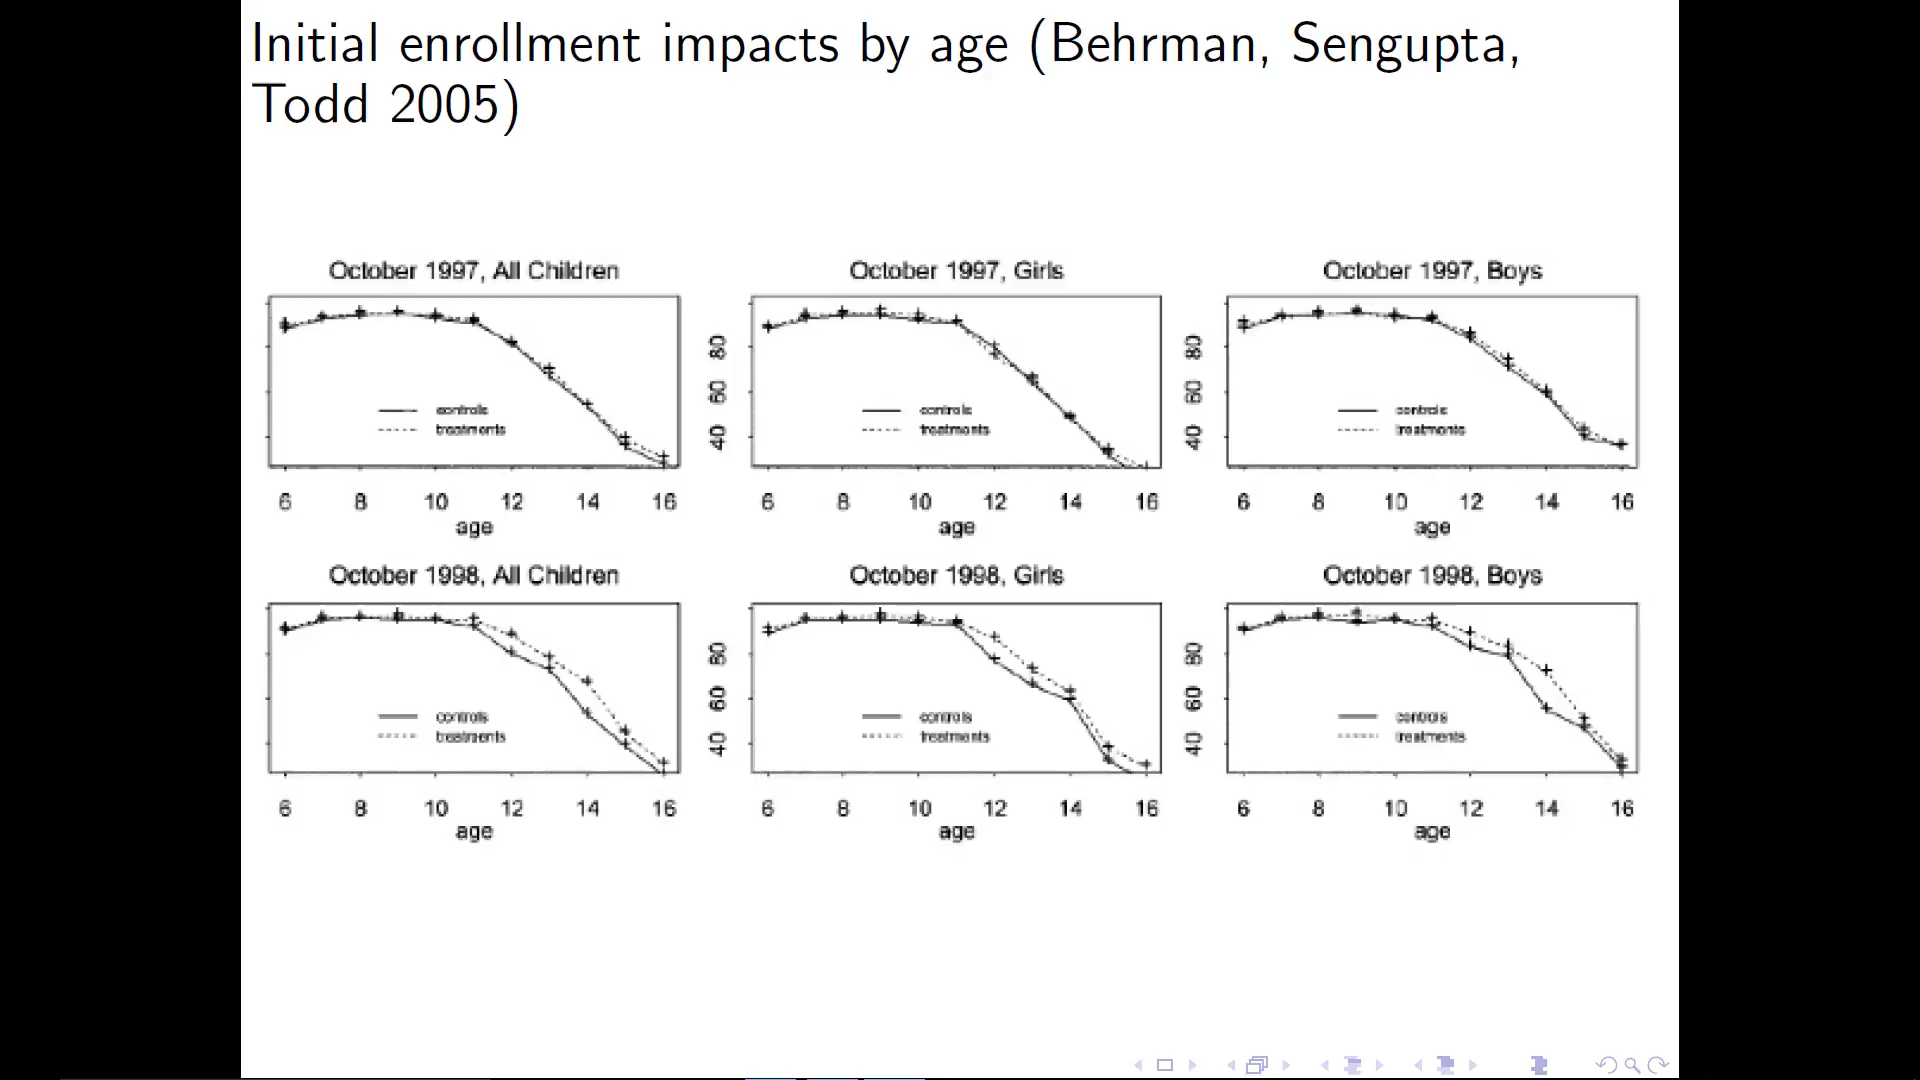 Initial enrollment impacts by age (Behrman, Sengupta,
Todd 2005)
October 1997, All Children
controls
treatments
6 8 10 12 14 16
age
October 1997, Girls
80
60
40
controls
treatments
6 8 10 12 14 16
age
October 1997, Boys
80
60
40
controls
treatments
6 8 10 12 14 16
age
October 1998, All Children
controls
treatments
6 8 10 12 14 16
age
October 1998, Girls
80
60
40
controls
treatments
6 8 10 12 14 16
age
October 1998, Boys
80
60
40
controls
treatments
6 8 10 12 14 16
age